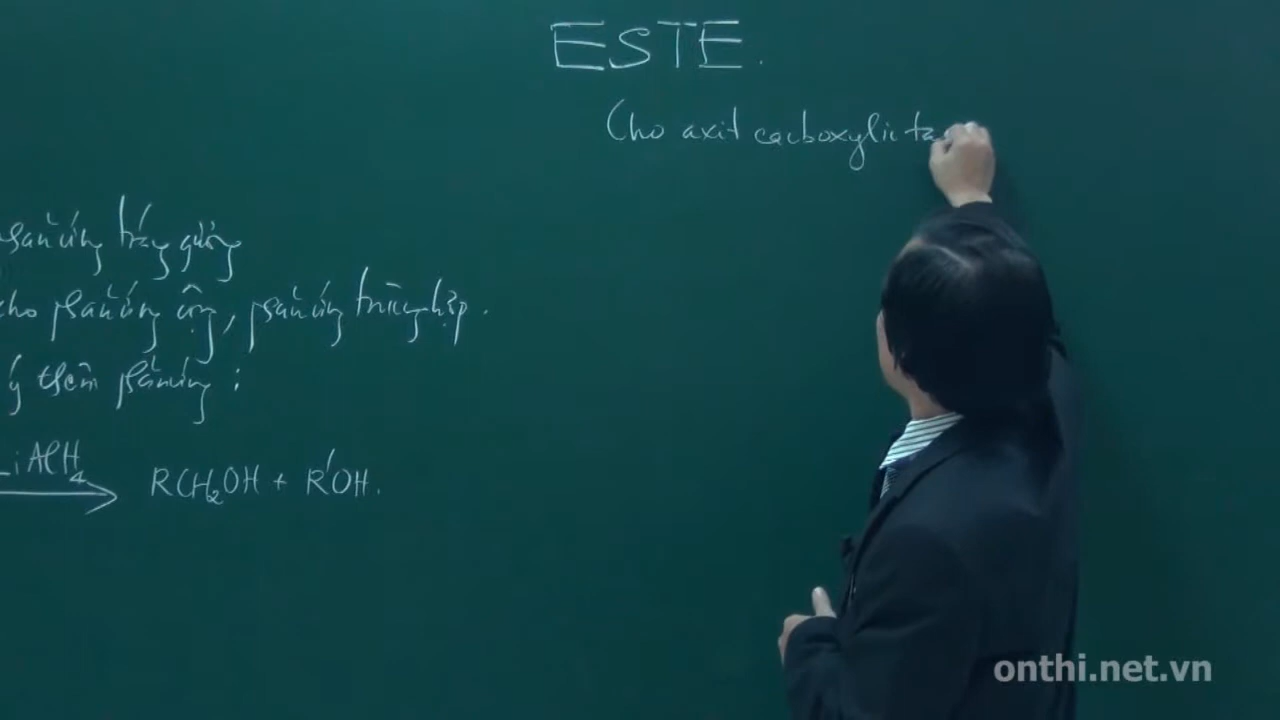 ESTE.
Cho axit cacboxylic ta
phản ứng tráng gương
cho phản ứng cộng, phản ứng trùng hợp.
ý thêm phản ứng :
LiAlH4
RCH2OH + R'OH.
onthi.net.vn